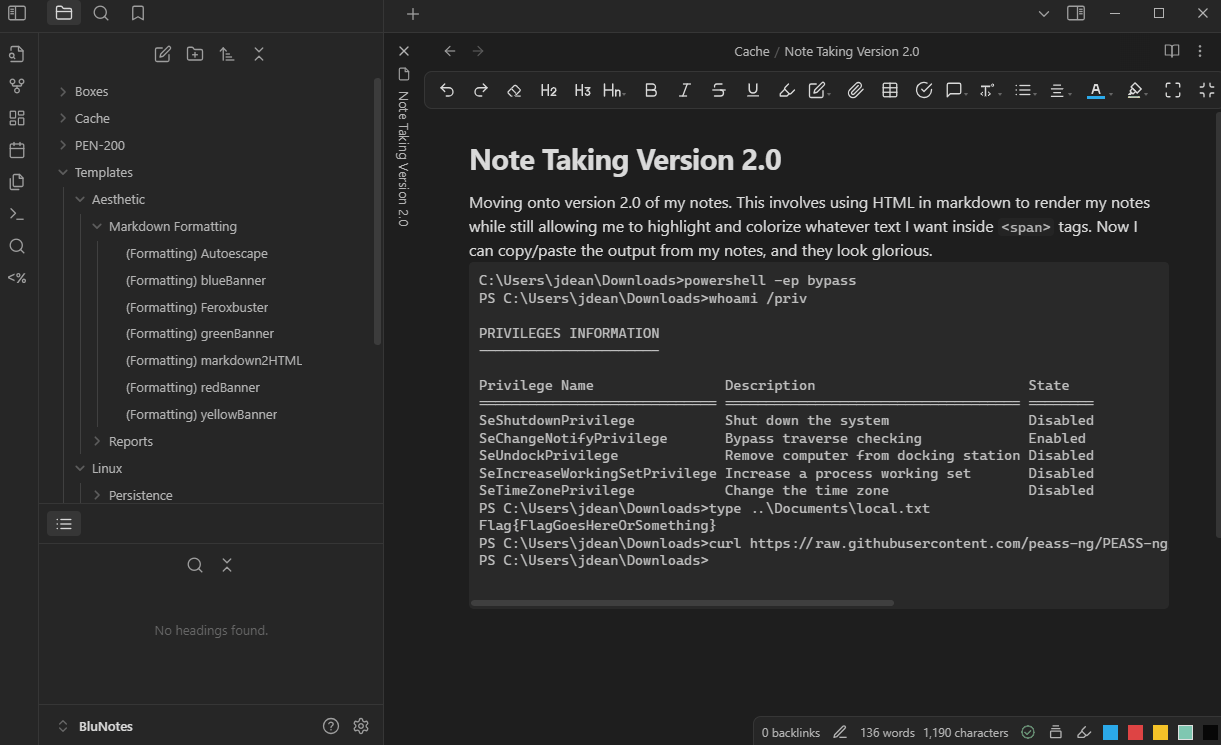 Cache / Note Taking Version 2.0
Boxes
Cache
PEN-200
Templates
Aesthetic
Markdown Formatting
(Formatting) Autoescape
(Formatting) blueBanner
(Formatting) Feroxbuster
(Formatting) greenBanner
(Formatting) markdown2HTML
(Formatting) redBanner
(Formatting) yellowBanner
Reports
Linux
Persistence
No headings found.
BluNotes
<%
Note Taking Version 2.0
H2 H3 Hn B I S U T A
Note Taking Version 2.0
Moving onto version 2.0 of my notes. This involves using HTML in markdown to render my notes
while still allowing me to highlight and colorize whatever text I want inside <span> tags. Now I
can copy/paste the output from my notes, and they look glorious.
C:\Users\jdean\Downloads>powershell -ep bypass
PS C:\Users\jdean\Downloads>whoami /priv
PRIVILEGES INFORMATION
----------------------
Privilege Name                Description                          State
============================= ==================================== ========
SeShutdownPrivilege           Shut down the system                 Disabled
SeChangeNotifyPrivilege       Bypass traverse checking             Enabled
SeUndockPrivilege             Remove computer from docking station Disabled
SeIncreaseWorkingSetPrivilege Increase a process working set       Disabled
SeTimeZonePrivilege           Change the time zone                 Disabled
PS C:\Users\jdean\Downloads>type ..\Documents\local.txt
Flag{FlagGoesHereOrSomething}
PS C:\Users\jdean\Downloads>curl https://raw.githubusercontent.com/peass-ng/PEASS-ng
PS C:\Users\jdean\Downloads>
0 backlinks 136 words 1,190 characters